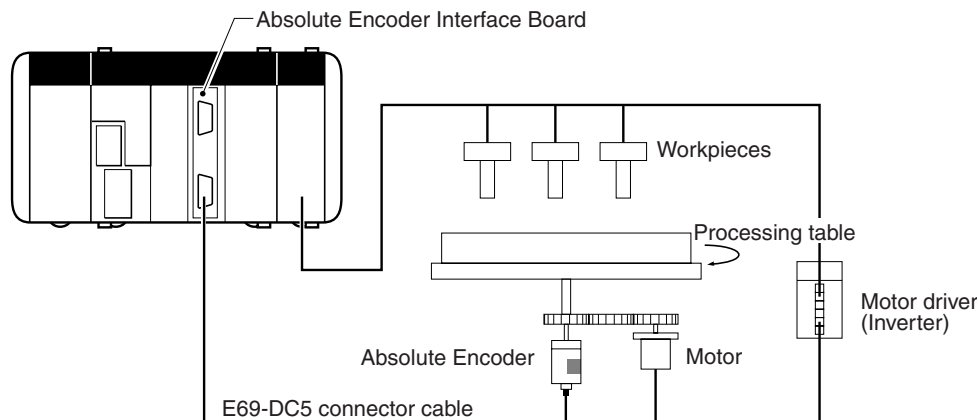 Absolute Encoder Interface Board
Workpieces
Processing table
Motor driver
(Inverter)
Absolute Encoder
Motor
E69-DC5 connector cable